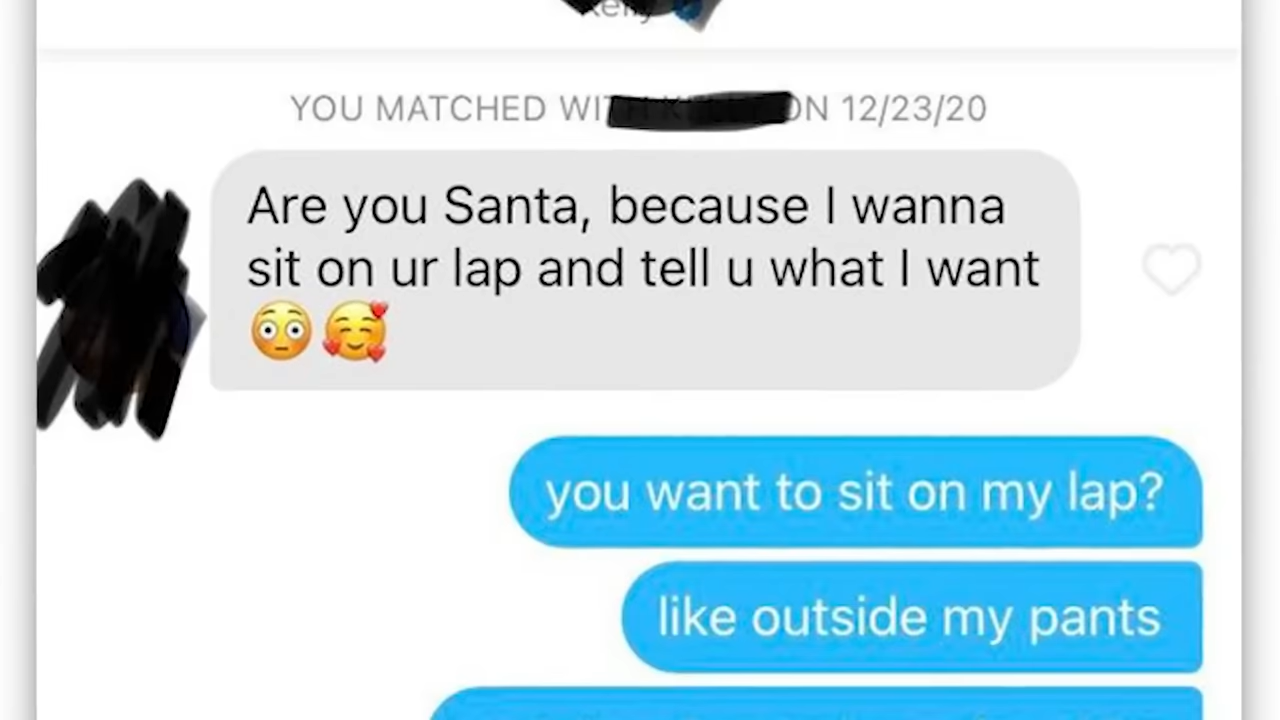 YOU MATCHED WITH ON 12/23/20
Are you Santa, because I wanna
sit on ur lap and tell u what I want
😳🥰
you want to sit on my lap?
like outside my pants